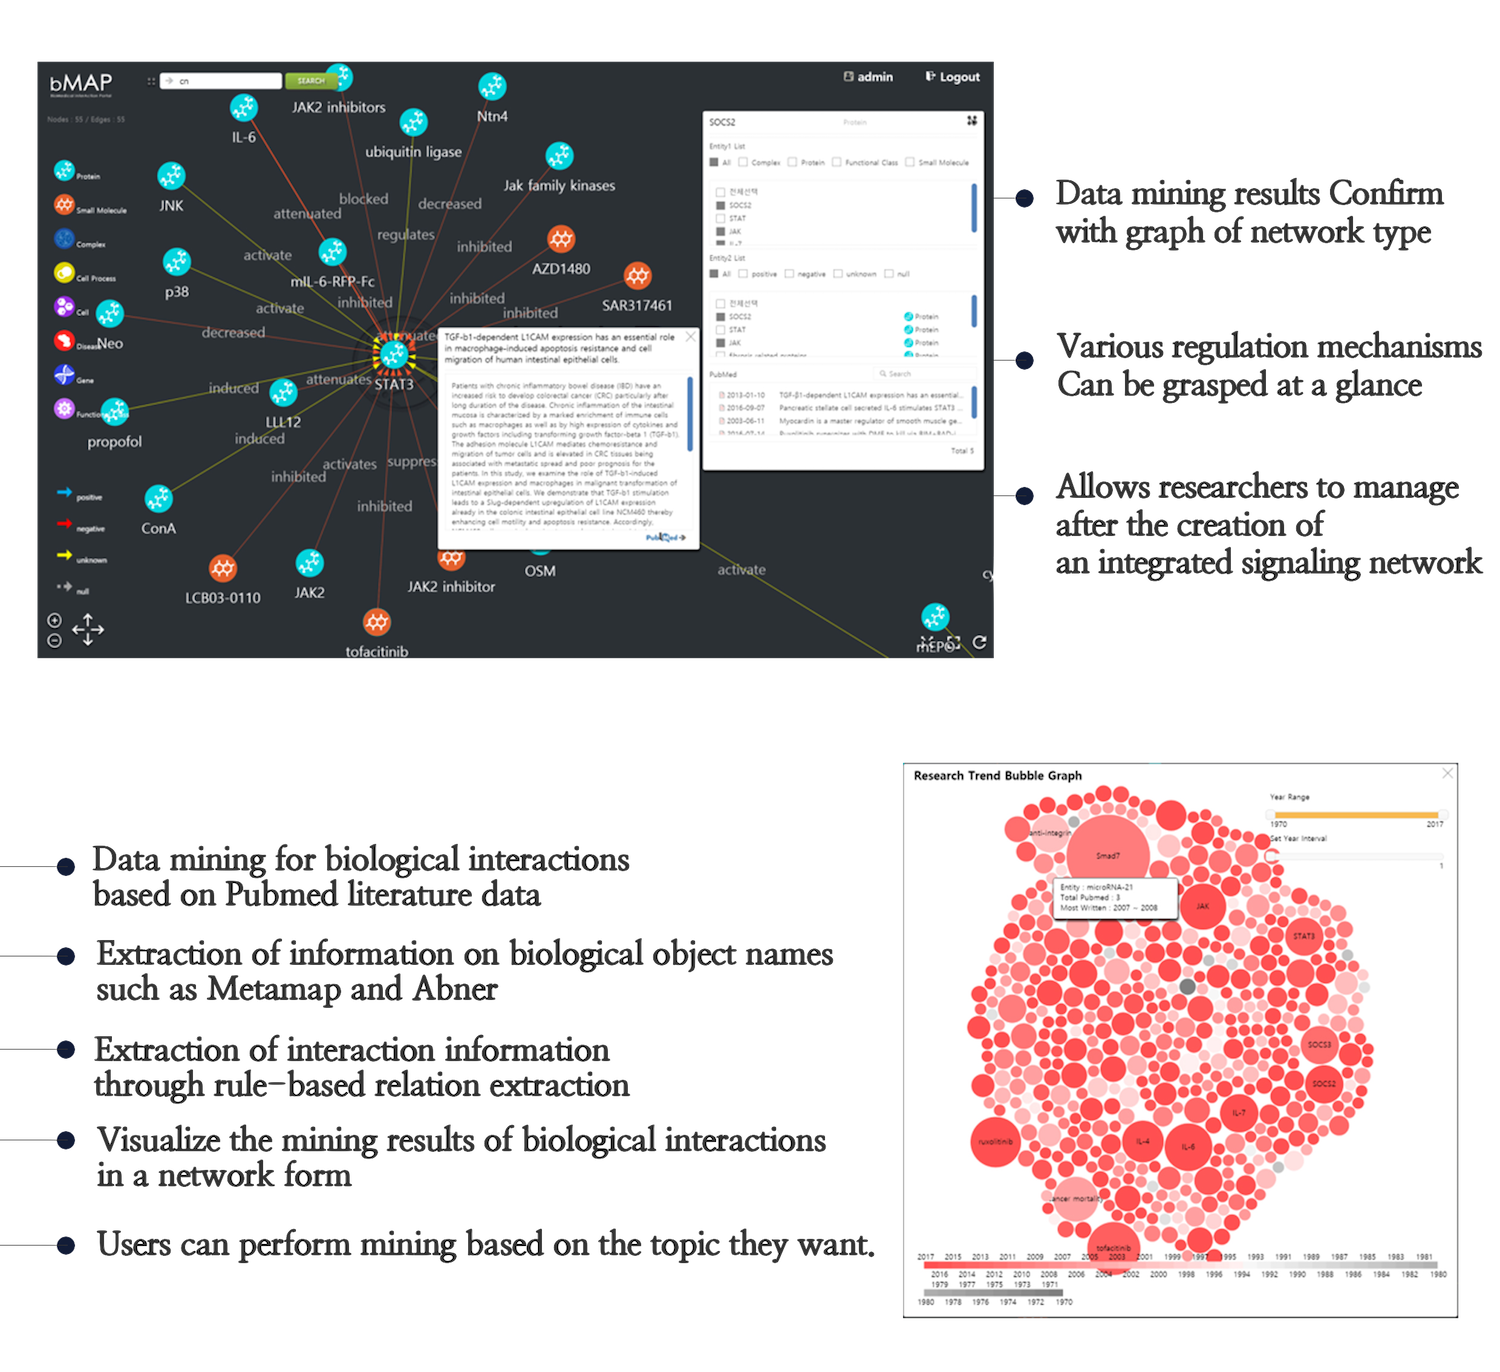 bMAP
cn
SEARCH
admin
Logout
Nodes : 55 / Edges : 55
JAK2 inhibitors
Ntn4
IL-6
ubiquitin ligase
Jak family kinases
JNK
blocked
decreased
attenuated
regulates
inhibited
activate
AZD1480
mIL-6-RFP-Fc
p38
SAR317461
inhibited
inhibited
inhibited
activate
decreased
Neo
STAT3
attenuates
induced
LLL12
propofol
induced
activates
suppres
inhibited
inhibited
ConA
LCB03-0110
JAK2
JAK2 inhibitor
OSM
activate
tofacitinib
Protein
Small Molecule
Complex
Cell Process
Cell
Disease
Gene
positive
negative
unknown
null
TGF-b1-dependent L1CAM expression has an essential role
in macrophage-induced apoptosis resistance and cell
migration of human intestinal epithelial cells.
Patients with chronic inflammatory bowel disease (IBD) have an
increased risk to develop colorectal cancer (CRC) particularly after
long duration of the disease. Chronic inflammation of the intestinal
mucosa is characterized by a marked enrichment of immune cells
such as macrophages as well as by high expression of cytokines and
growth factors including transforming growth factor-beta 1 (TGF-b1).
The adhesion molecule L1CAM mediates chemoresistance and
migration of tumor cells and is elevated in CRC tissues being
associated with metastatic spread and poor prognosis for the
patients. In this study, we examine the role of TGF-b1-induced
L1CAM expression and macrophages in malignant transformation of
intestinal epithelial cells. We demonstrate that TGF-b1 stimulation
leads to a Slug-dependent upregulation of L1CAM expression
already in the colonic intestinal epithelial cell line NCM460 thereby
enhancing cell motility and apoptosis resistance. Accordingly,
SOCS2
Protein
Entity1 List
All Complex Protein Functional Class Small Molecule
전체선택
SOCS2
STAT
JAK
IL-7
Entity2 List
All positive negative unknown null
전체선택
SOCS2 Protein
STAT Protein
JAK Protein
PubMed
Search
2013-01-10 TGF-β1-dependent L1CAM expression has an essential...
2016-09-07 Pancreatic stellate cell secreted IL-6 stimulates STAT3 ...
2003-06-11 Myocardin is a master regulator of smooth muscle ge...
Total 5
Data mining results Confirm
with graph of network type
Various regulation mechanisms
Can be grasped at a glance
Allows researchers to manage
after the creation of
an integrated signaling network
Data mining for biological interactions
based on Pubmed literature data
Extraction of information on biological object names
such as Metamap and Abner
Extraction of interaction information
through rule-based relation extraction
Visualize the mining results of biological interactions
in a network form
Users can perform mining based on the topic they want.
Research Trend Bubble Graph
Year Range
1970 2017
Set Year Interval
1
anti-integrin
Smad7
Entity : microRNA-21
Total Pubmed : 3
Most Written : 2007 ~ 2008
JAK
STAT3
SOCS3
SOCS2
IL-7
IL-4
IL-6
ruxolitinib
ancer mortality
tofacitinib
2017 2015 2013 2011 2009 2007 2005 2003 2001 1999 1997 1995 1993 1991 1989 1987 1985 1983 1981
2016 2014 2012 2010 2008 2006 2004 2002 2000 1998 1996 1994 1992 1990 1988 1986 1984 1982 1980
1979 1977 1975 1973 1971
1980 1978 1976 1974 1972 1970